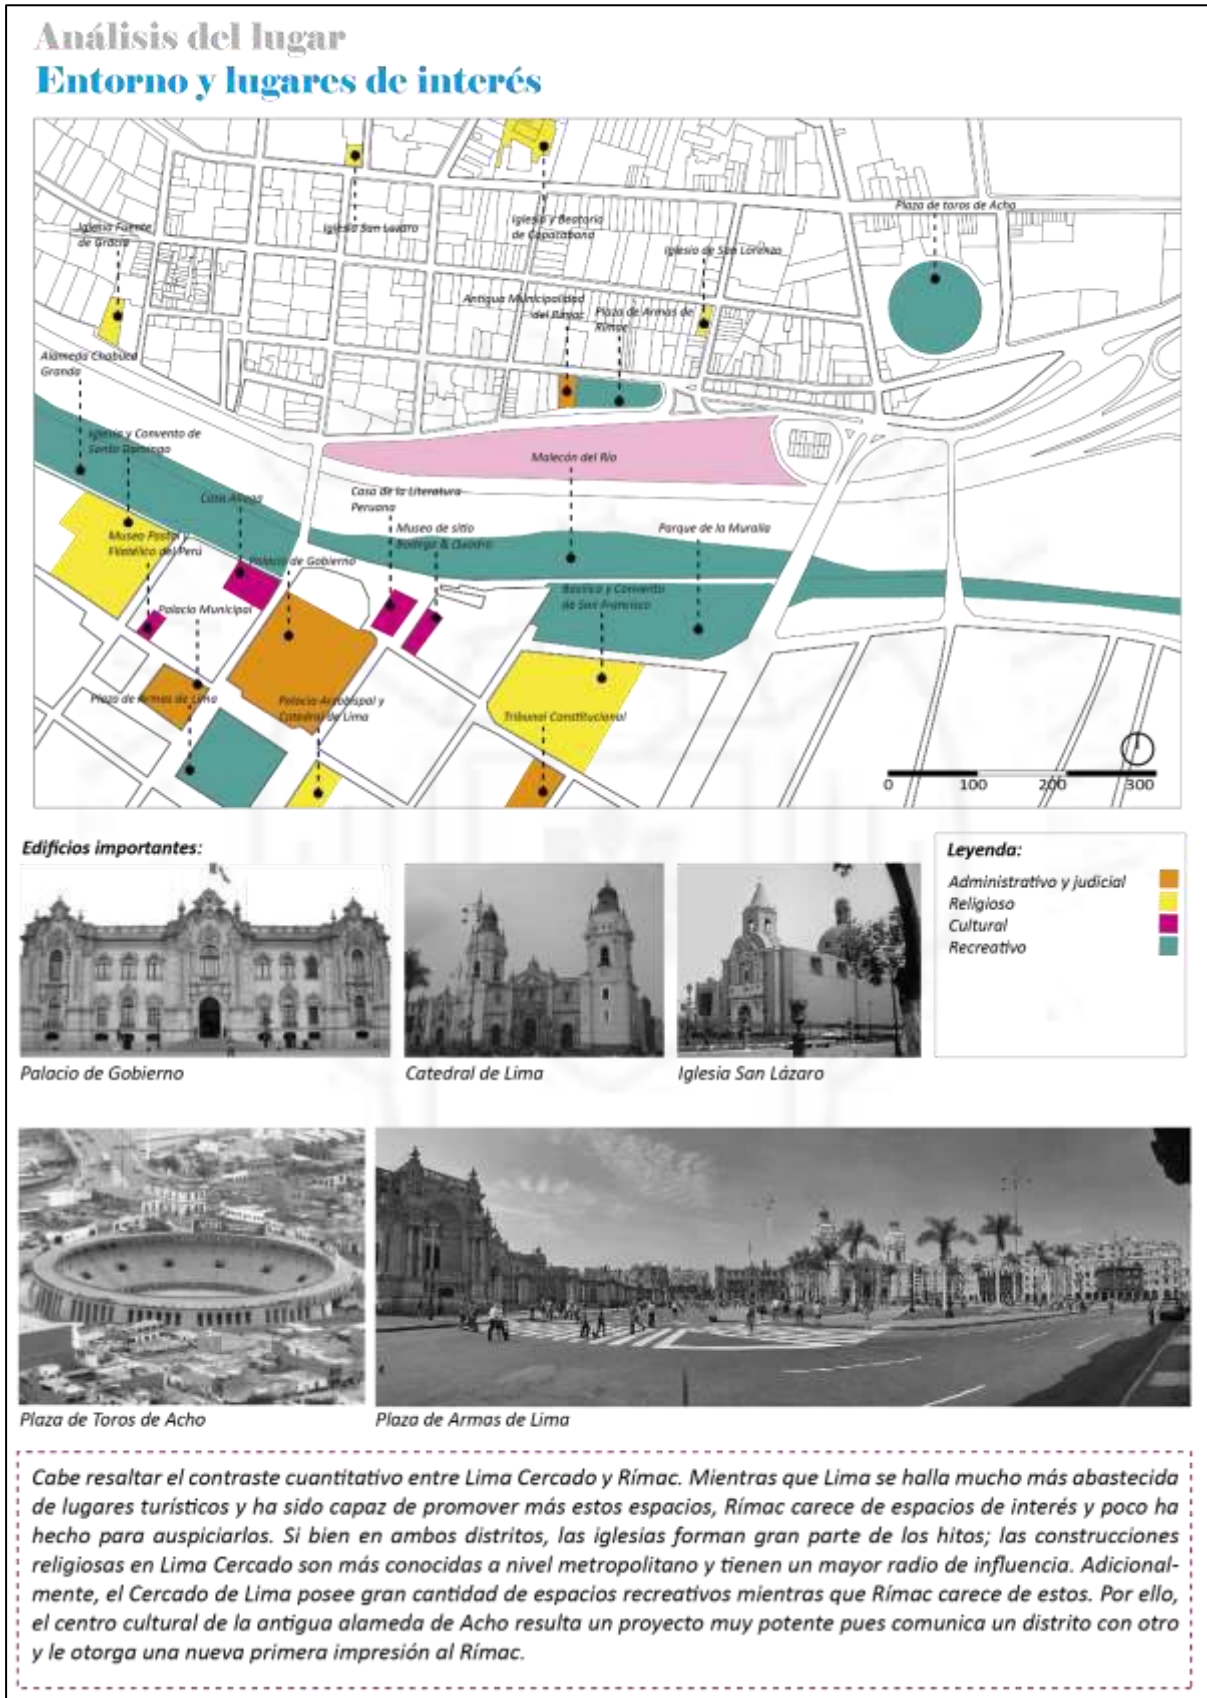 Análisis del lugar
Entorno y lugares de interés
Iglesia Fuente
de Gracia
Iglesia San Lázaro
Iglesia y Beaterio
de Copacabana
Iglesia de San Lorenzo
Plaza de toros de Acho
Antigua Municipalidad
del Rímac
Plaza de Armas de
Rímac
Alameda Chabuca
Granda
Iglesia y Convento de
Santo Domingo
Malecón del Río
Casa Aliaga
Casa de la Literatura
Peruana
Museo de sitio
Bodega & Quadra
Parque de la Muralla
Museo Postal y
Filatélico del Perú
Palacio de Gobierno
Basílica y Convento
de San Francisco
Palacio Municipal
Plaza de Armas de Lima
Palacio Arzobispal y
Catedral de Lima
Tribunal Constitucional
0 100 200 300
Edificios importantes:
Leyenda:
Administrativo y judicial
Religioso
Cultural
Recreativo
Palacio de Gobierno
Catedral de Lima
Iglesia San Lázaro
Plaza de Toros de Acho
Plaza de Armas de Lima
Cabe resaltar el contraste cuantitativo entre Lima Cercado y Rímac. Mientras que Lima se halla mucho más abastecida
de lugares turísticos y ha sido capaz de promover más estos espacios, Rímac carece de espacios de interés y poco ha
hecho para auspiciarlos. Si bien en ambos distritos, las iglesias forman gran parte de los hitos; las construcciones
religiosas en Lima Cercado son más conocidas a nivel metropolitano y tienen un mayor radio de influencia. Adicional-
mente, el Cercado de Lima posee gran cantidad de espacios recreativos mientras que Rímac carece de estos. Por ello,
el centro cultural de la antigua alameda de Acho resulta un proyecto muy potente pues comunica un distrito con otro
y le otorga una nueva primera impresión al Rímac.